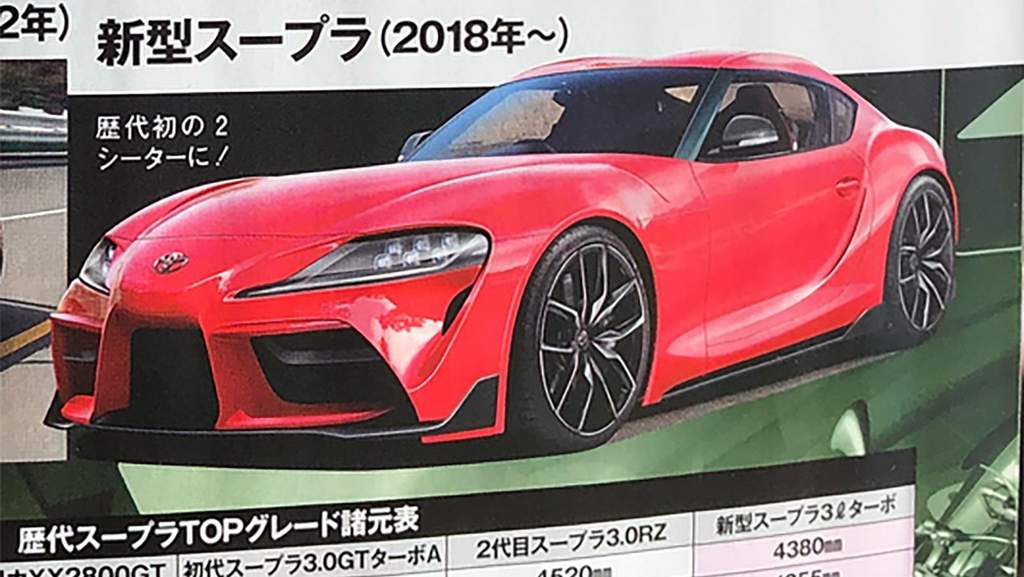 2年)
新型スープラ(2018年〜)
歴代初の2
シーターに!
歴代スープラTOPグレード諸元表
XX2800GT
初代スープラ3.0GTターボA
2代目スープラ3.0RZ
新型スープラ3ℓターボ
4520㎜
4380㎜